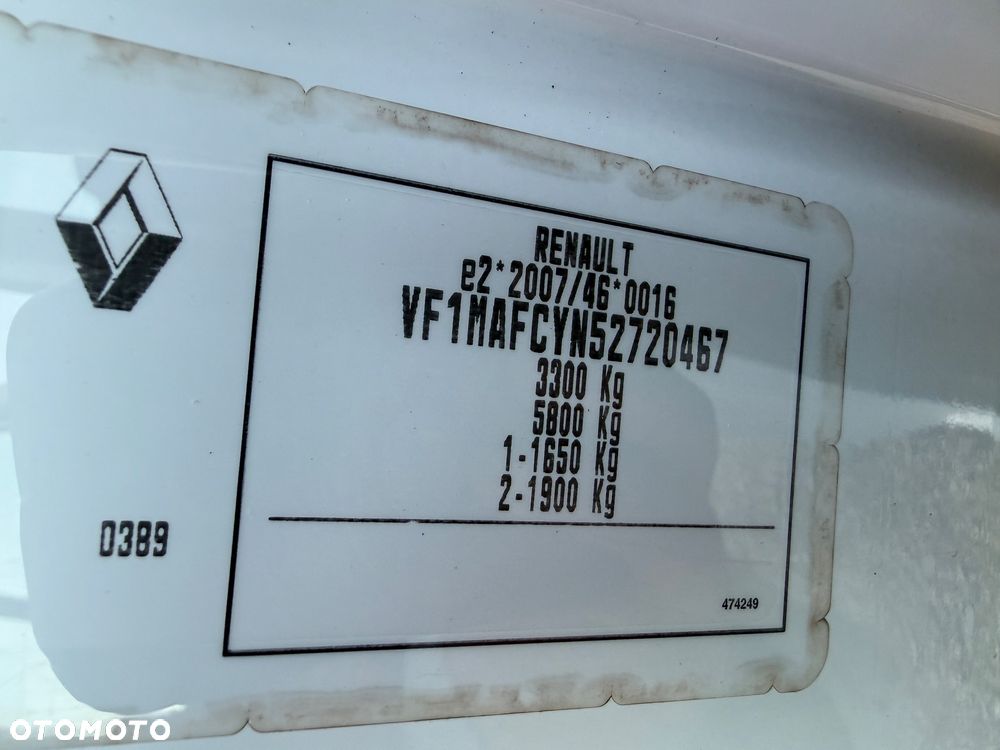 RENAULT
e2*2007/46*0016
VF1MAFCYN52720467
3300 Kg
5800 Kg
1-1650 Kg
2-1900 Kg
0389
474249
OTOMOTO